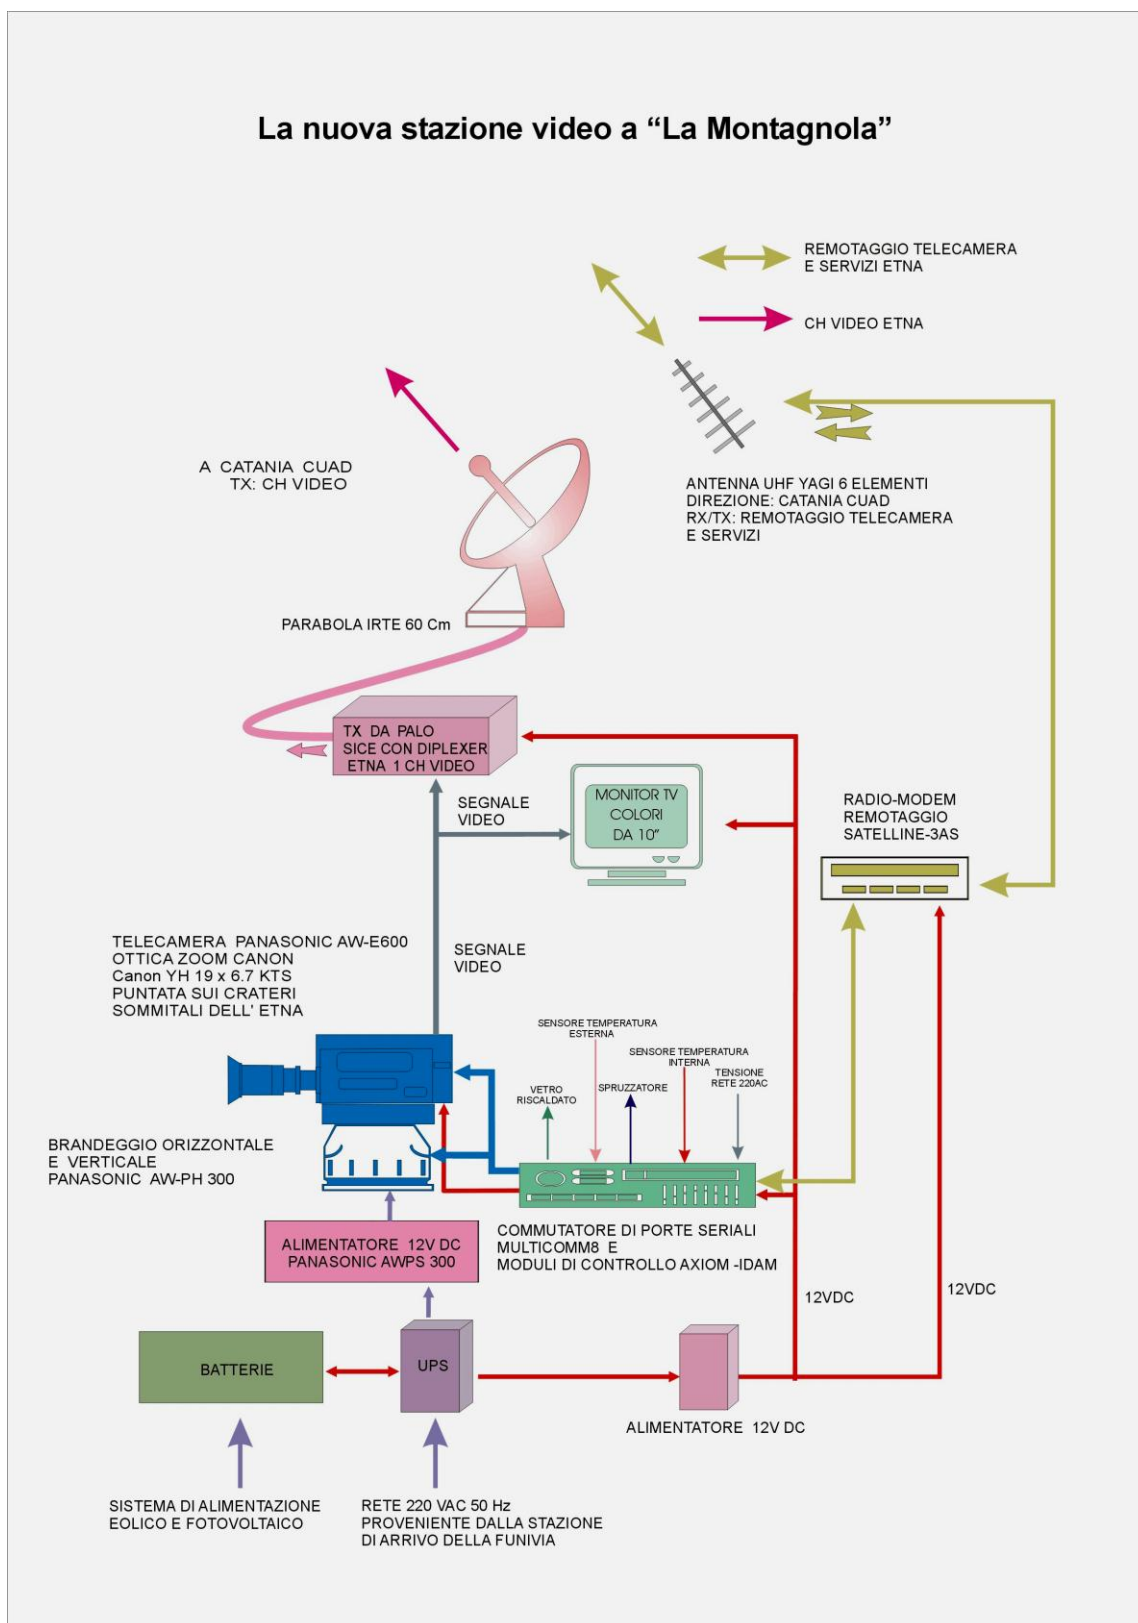 La nuova stazione video a “La Montagnola”
REMOTAGGIO TELECAMERA
E SERVIZI ETNA
CH VIDEO ETNA
A CATANIA CUAD
TX: CH VIDEO
ANTENNA UHF YAGI 6 ELEMENTI
DIREZIONE: CATANIA CUAD
RX/TX: REMOTAGGIO TELECAMERA
E SERVIZI
PARABOLA IRTE 60 Cm
TX DA PALO
SICE CON DIPLEXER
ETNA 1 CH VIDEO
SEGNALE
VIDEO
MONITOR TV
COLORI
DA 10”
RADIO-MODEM
REMOTAGGIO
SATELLINE-3AS
TELECAMERA PANASONIC AW-E600
OTTICA ZOOM CANON
Canon YH 19 x 6.7 KTS
PUNTATA SUI CRATERI
SOMMITALI DELL' ETNA
SEGNALE
VIDEO
SENSORE TEMPERATURA
ESTERNA
SENSORE TEMPERATURA
INTERNA
TENSIONE
RETE 220AC
VETRO
RISCALDATO
SPRUZZATORE
BRANDEGGIO ORIZZONTALE
E VERTICALE
PANASONIC AW-PH 300
COMMUTATORE DI PORTE SERIALI
MULTICOMM8 E
MODULI DI CONTROLLO AXIOM -IDAM
ALIMENTATORE 12V DC
PANASONIC AWPS 300
12VDC
12VDC
BATTERIE
UPS
ALIMENTATORE 12V DC
SISTEMA DI ALIMENTAZIONE
EOLICO E FOTOVOLTAICO
RETE 220 VAC 50 Hz
PROVENIENTE DALLA STAZIONE
DI ARRIVO DELLA FUNIVIA